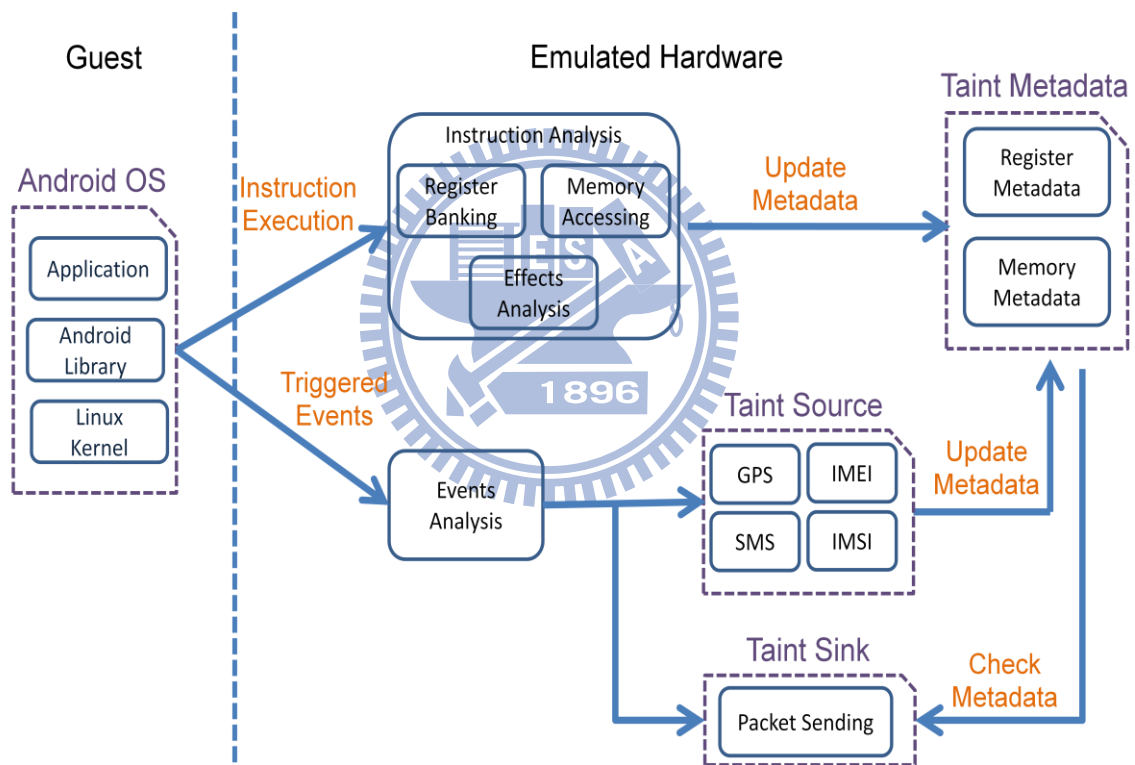 Guest
Emulated Hardware
Taint Metadata
Instruction Analysis
Register
Banking
Memory
Accessing
Effects
Analysis
Register
Metadata
Memory
Metadata
Android OS
Application
Android
Library
Linux
Kernel
Instruction
Execution
Update
Metadata
Triggered
Events
ES
A
1896
Events
Analysis
Taint Source
GPS
IMEI
SMS
IMSI
Update
Metadata
Taint Sink
Packet Sending
Check
Metadata